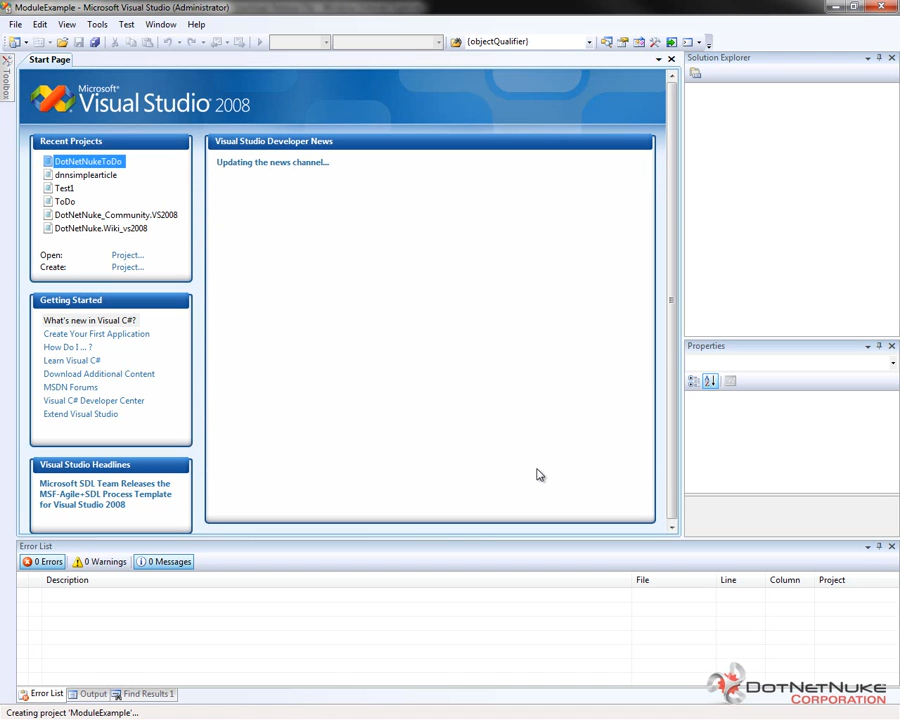 ModuleExample - Microsoft Visual Studio (Administrator)
File Edit View Tools Test Window Help
{objectQualifier}
Toolbox
Start Page
Solution Explorer
Microsoft®
Visual Studio® 2008
Recent Projects
DotNetNukeToDo
dnnsimplearticle
Test1
ToDo
DotNetNuke_Community.VS2008
DotNetNuke.Wiki_vs2008
Open: Project...
Create: Project...
Visual Studio Developer News
Updating the news channel...
Getting Started
What's new in Visual C#?
Create Your First Application
How Do I ... ?
Learn Visual C#
Download Additional Content
MSDN Forums
Visual C# Developer Center
Extend Visual Studio
Visual Studio Headlines
Microsoft SDL Team Releases the
MSF-Agile+SDL Process Template
for Visual Studio 2008
Properties
Error List
0 Errors 0 Warnings 0 Messages
Description File Line Column Project
Error List Output Find Results 1
DotNetNuke
Corporation
Creating project 'ModuleExample'...